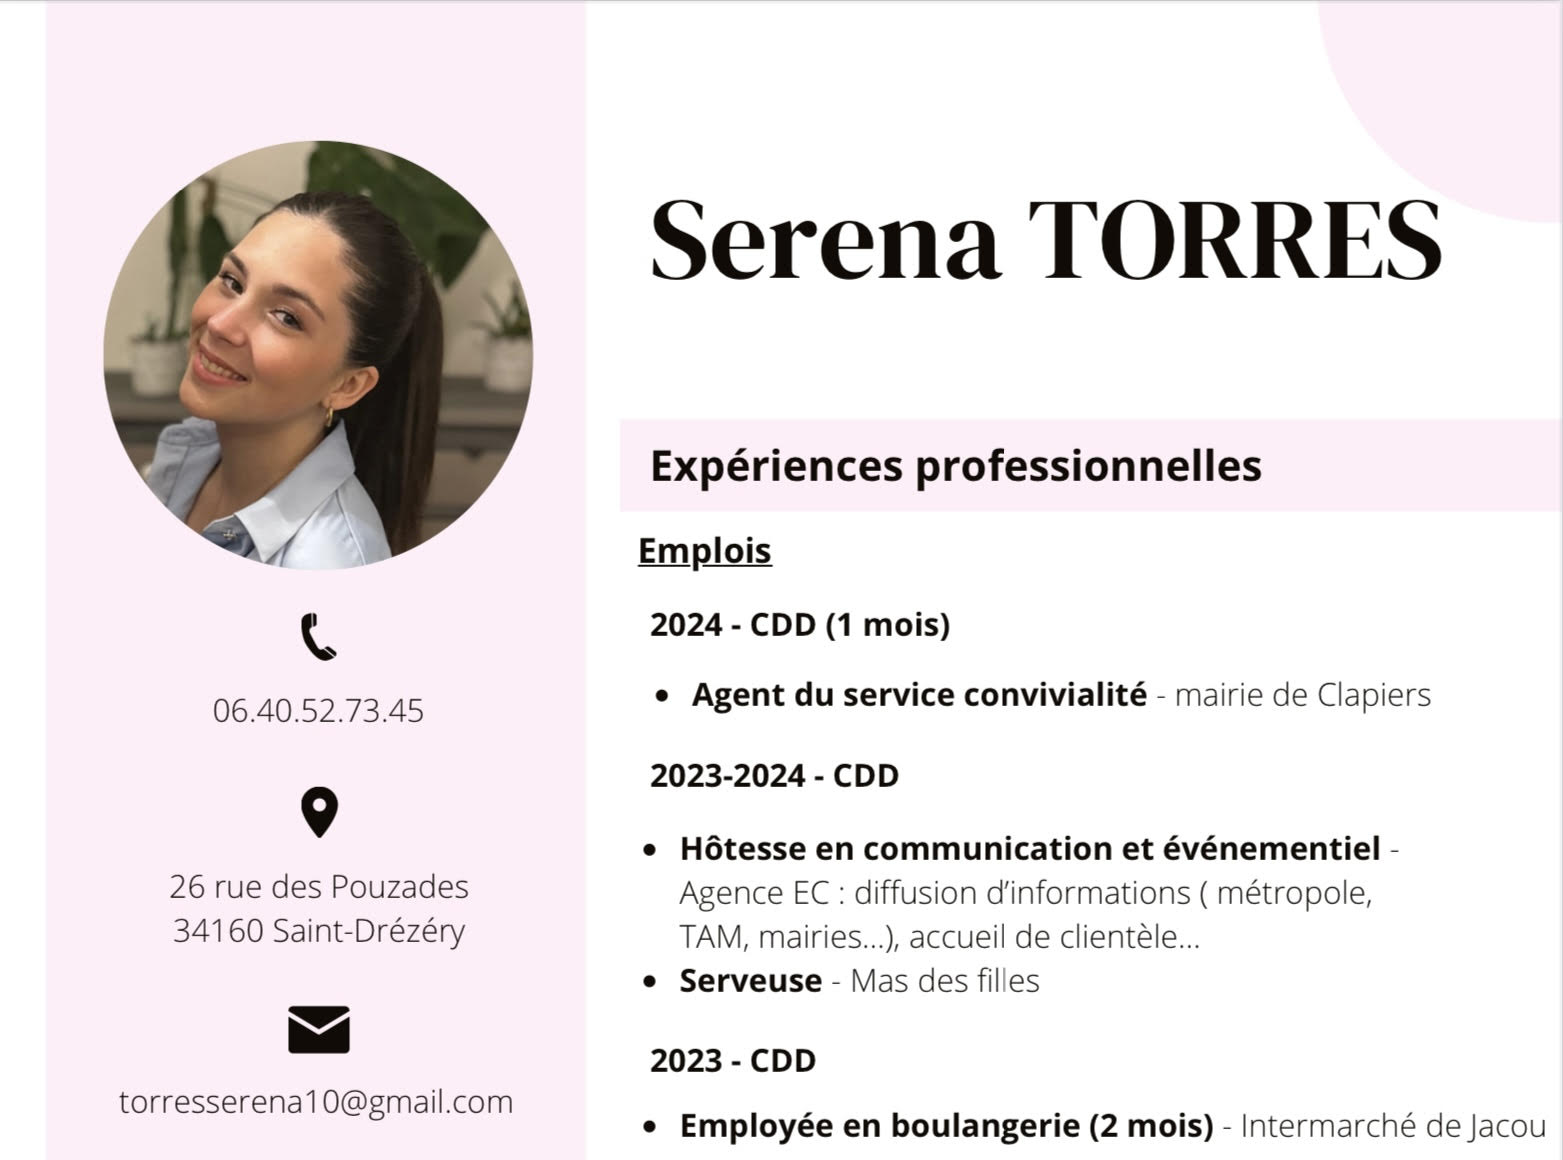 Serena TORRES
06.40.52.73.45
26 rue des Pouzades
34160 Saint-Drézéry
torresserena10@gmail.com
Expériences professionnelles
Emplois
2024 - CDD (1 mois)
• Agent du service convivialité - mairie de Clapiers
2023-2024 - CDD
• Hôtesse en communication et événementiel -
Agence EC : diffusion d’informations ( métropole,
TAM, mairies...), accueil de clientèle...
• Serveuse - Mas des filles
2023 - CDD
• Employée en boulangerie (2 mois) - Intermarché de Jacou